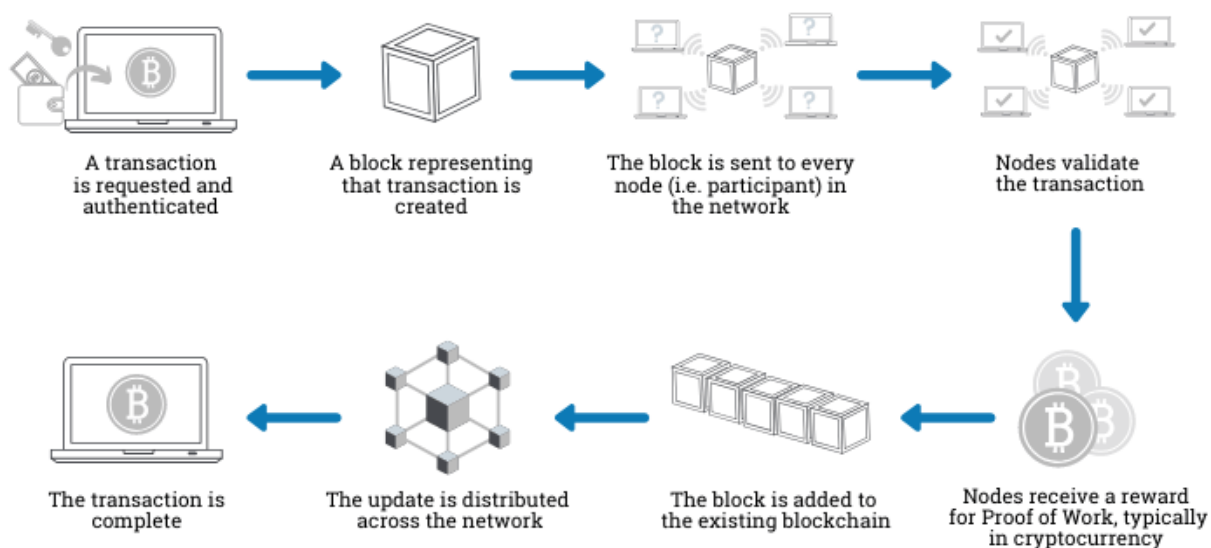 A transaction
is requested and
authenticated
A block representing
that transaction is
created
The block is sent to every
node (i.e. participant) in
the network
Nodes validate
the transaction
Nodes receive a reward
for Proof of Work, typically
in cryptocurrency
The block is added to
the existing blockchain
The update is distributed
across the network
The transaction is
complete